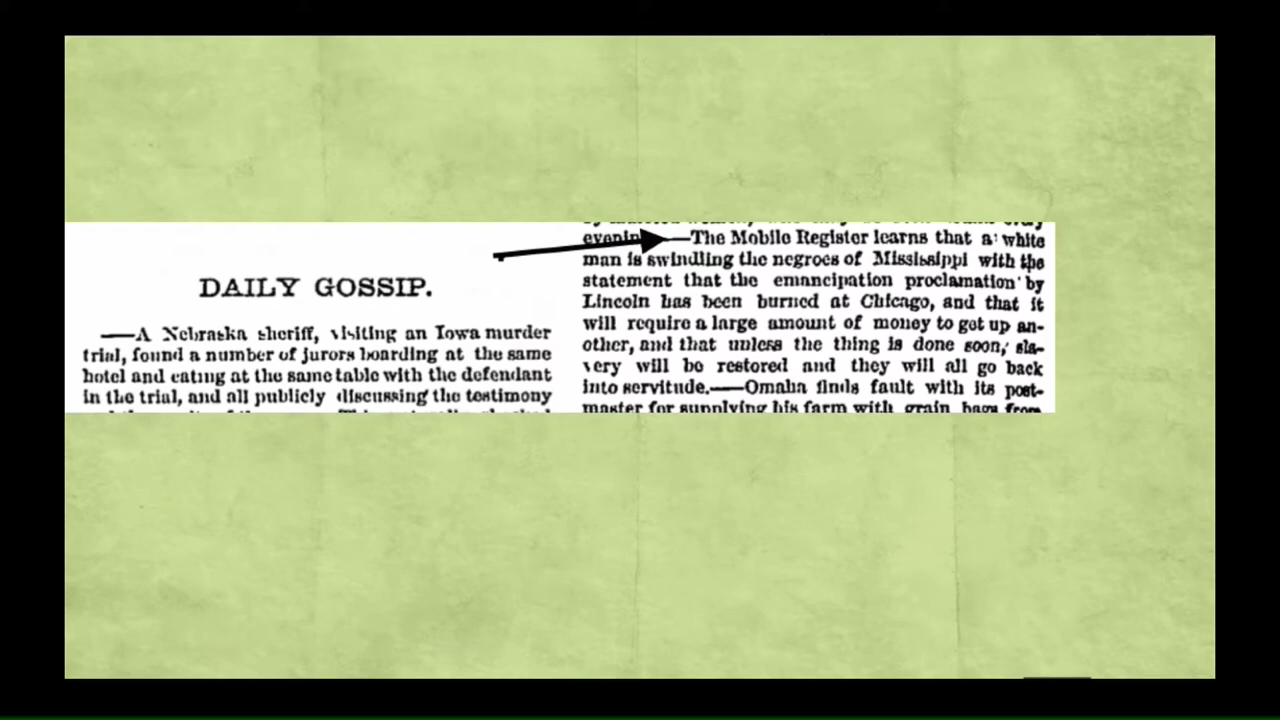 DAILY GOSSIP.
—A Nebraska sheriff, visiting an Iowa murder
trial, found a number of jurors boarding at the same
hotel and eating at the same table with the defendant
in the trial, and all publicly discussing the testimony
evening —The Mobile Register learns that a white
man is swindling the negroes of Mississippi with the
statement that the emancipation proclamation by
Lincoln has been burned at Chicago, and that it
will require a large amount of money to get up an-
other, and that unless the thing is done soon, sla-
very will be restored and they will all go back
into servitude.—Omaha finds fault with its post-
master for supplying his farm with grain bags from